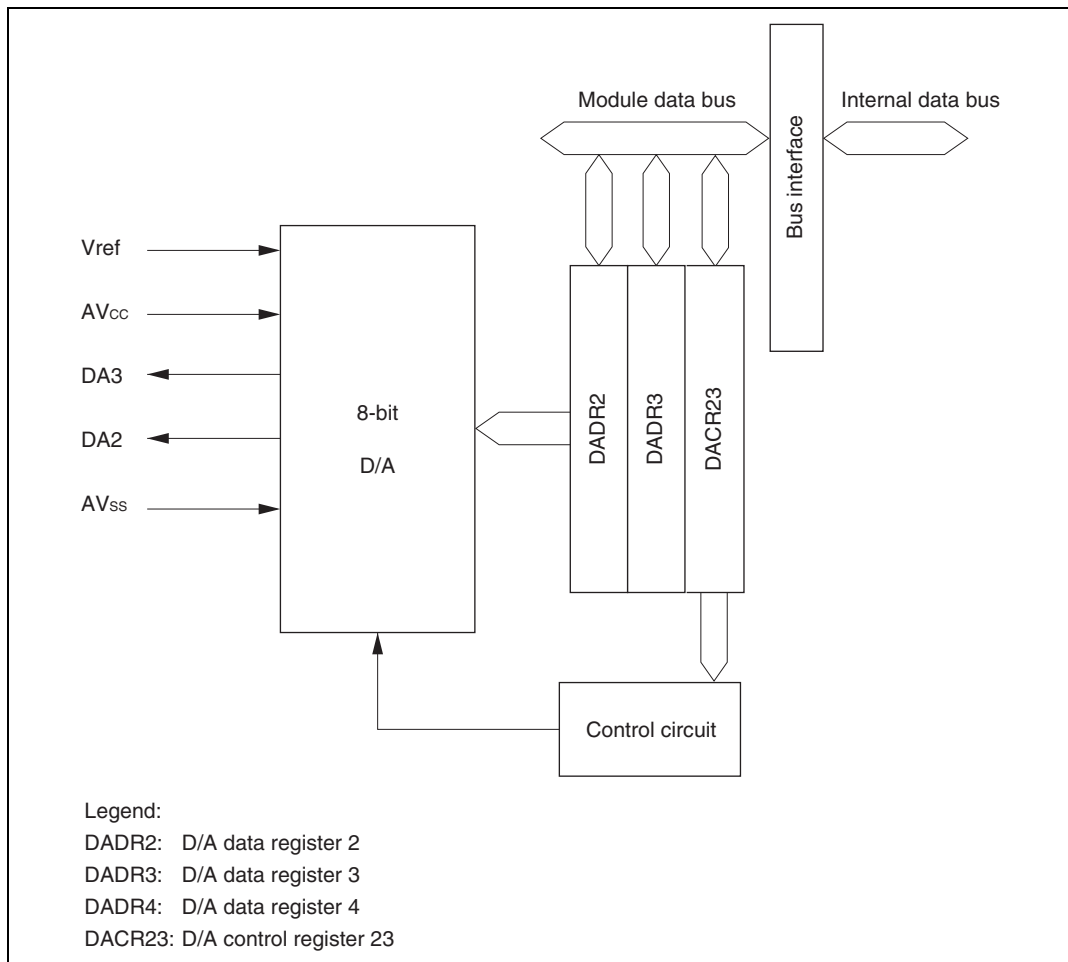 Module data bus
Internal data bus
Bus interface
Vref
AVCC
DA3
DA2
AVSS
8-bit
D/A
DADR2
DADR3
DACR23
Control circuit
Legend:
DADR2: D/A data register 2
DADR3: D/A data register 3
DADR4: D/A data register 4
DACR23: D/A control register 23